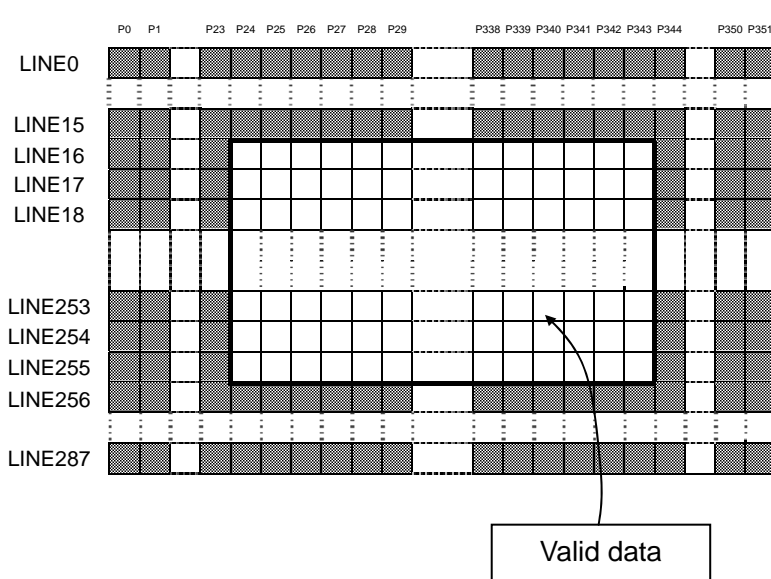 P0 P1 P23 P24 P25 P26 P27 P28 P29 P338 P339 P340 P341 P342 P343 P344 P350 P351
LINE0
LINE15
LINE16
LINE17
LINE18
LINE253
LINE254
LINE255
LINE256
LINE287
Valid data